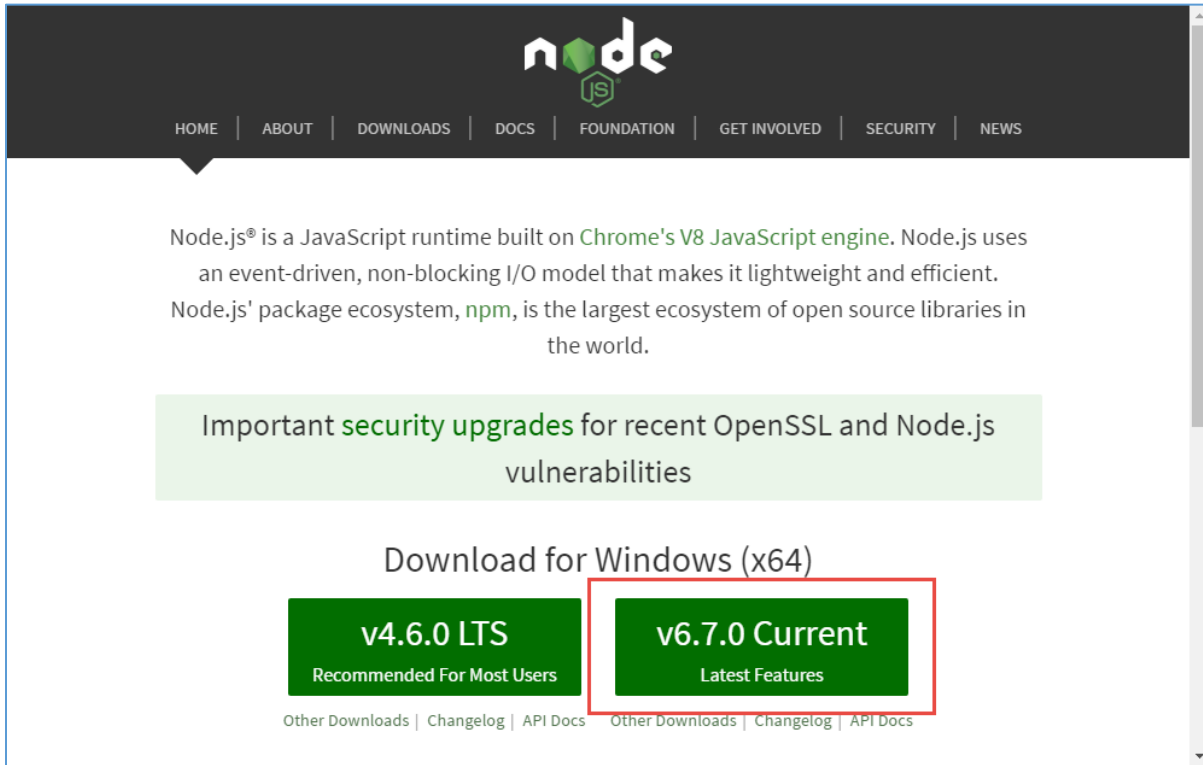 node
JS
HOME | ABOUT | DOWNLOADS | DOCS | FOUNDATION | GET INVOLVED | SECURITY | NEWS
Node.js® is a JavaScript runtime built on Chrome's V8 JavaScript engine. Node.js uses
an event-driven, non-blocking I/O model that makes it lightweight and efficient.
Node.js' package ecosystem, npm, is the largest ecosystem of open source libraries in
the world.
Important security upgrades for recent OpenSSL and Node.js
vulnerabilities
Download for Windows (x64)
v4.6.0 LTS
Recommended For Most Users
v6.7.0 Current
Latest Features
Other Downloads | Changelog | API Docs
Other Downloads | Changelog | API Docs